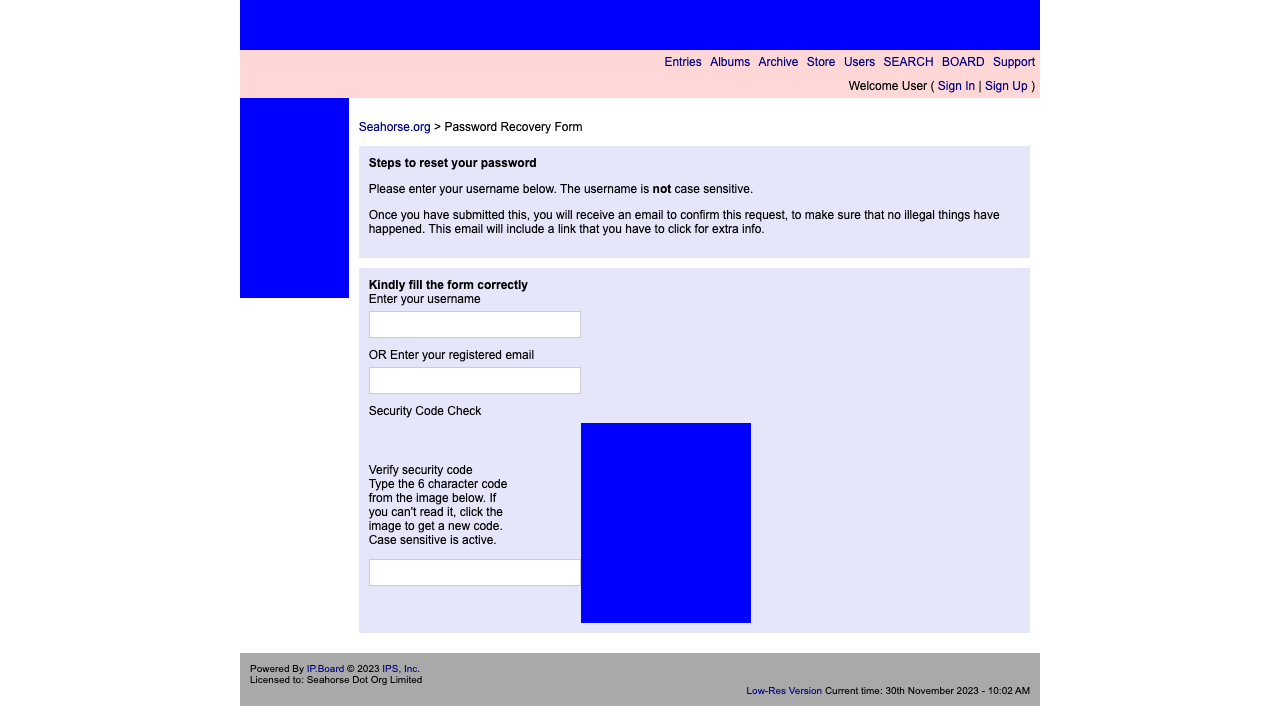 Entries Albums Archive Store Users SEARCH BOARD Support
Welcome User ( Sign In | Sign Up )
Seahorse.org > Password Recovery Form
Steps to reset your password
Please enter your username below. The username is not case sensitive.
Once you have submitted this, you will receive an email to confirm this request, to make sure that no illegal things have
happened. This email will include a link that you have to click for extra info.
Kindly fill the form correctly
Enter your username
OR Enter your registered email
Security Code Check
Verify security code
Type the 6 character code
from the image below. If
you can't read it, click the
image to get a new code.
Case sensitive is active.
Powered By IP.Board © 2023 IPS, Inc.
Licensed to: Seahorse Dot Org Limited
Low-Res Version Current time: 30th November 2023 - 10:02 AM